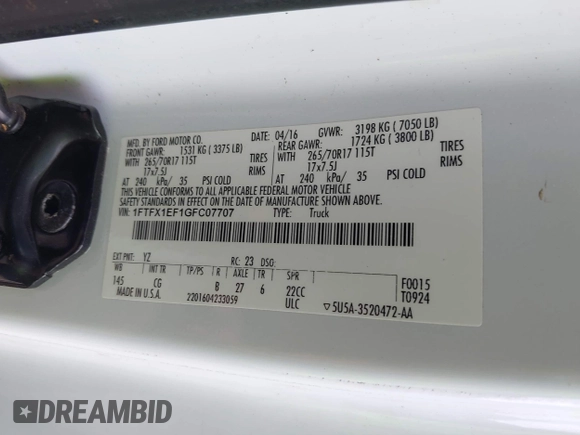 MFD. BY FORD MOTOR CO.
DATE: 04/16 GVWR: 3198 KG ( 7050 LB)
FRONT GAWR: 1531 KG ( 3375 LB)
REAR GAWR: 1724 KG ( 3800 LB)
WITH 265/70R17 115T TIRES
WITH 265/70R17 115T TIRES
17x7.5J RIMS
17x7.5J RIMS
AT 240 kPa/ 35 PSI COLD
AT 240 kPa/ 35 PSI COLD
THIS VEHICLE CONFORMS TO ALL APPLICABLE FEDERAL MOTOR VEHICLE
SAFETY STANDARDS IN EFFECT ON THE DATE OF MANUFACTURE SHOWN ABOVE.
VIN: 1FTFX1EF1GFC07707 TYPE: Truck
EXT PNT: YZ RC: 23 DSO:
WB INT TR TP/PS R AXLE TR SPR
145 CG B 27 6 22CC
F0015
T0924
MADE IN U.S.A. 2201604233059 ULC ▽5U5A-3520472-AA
DREAMBID